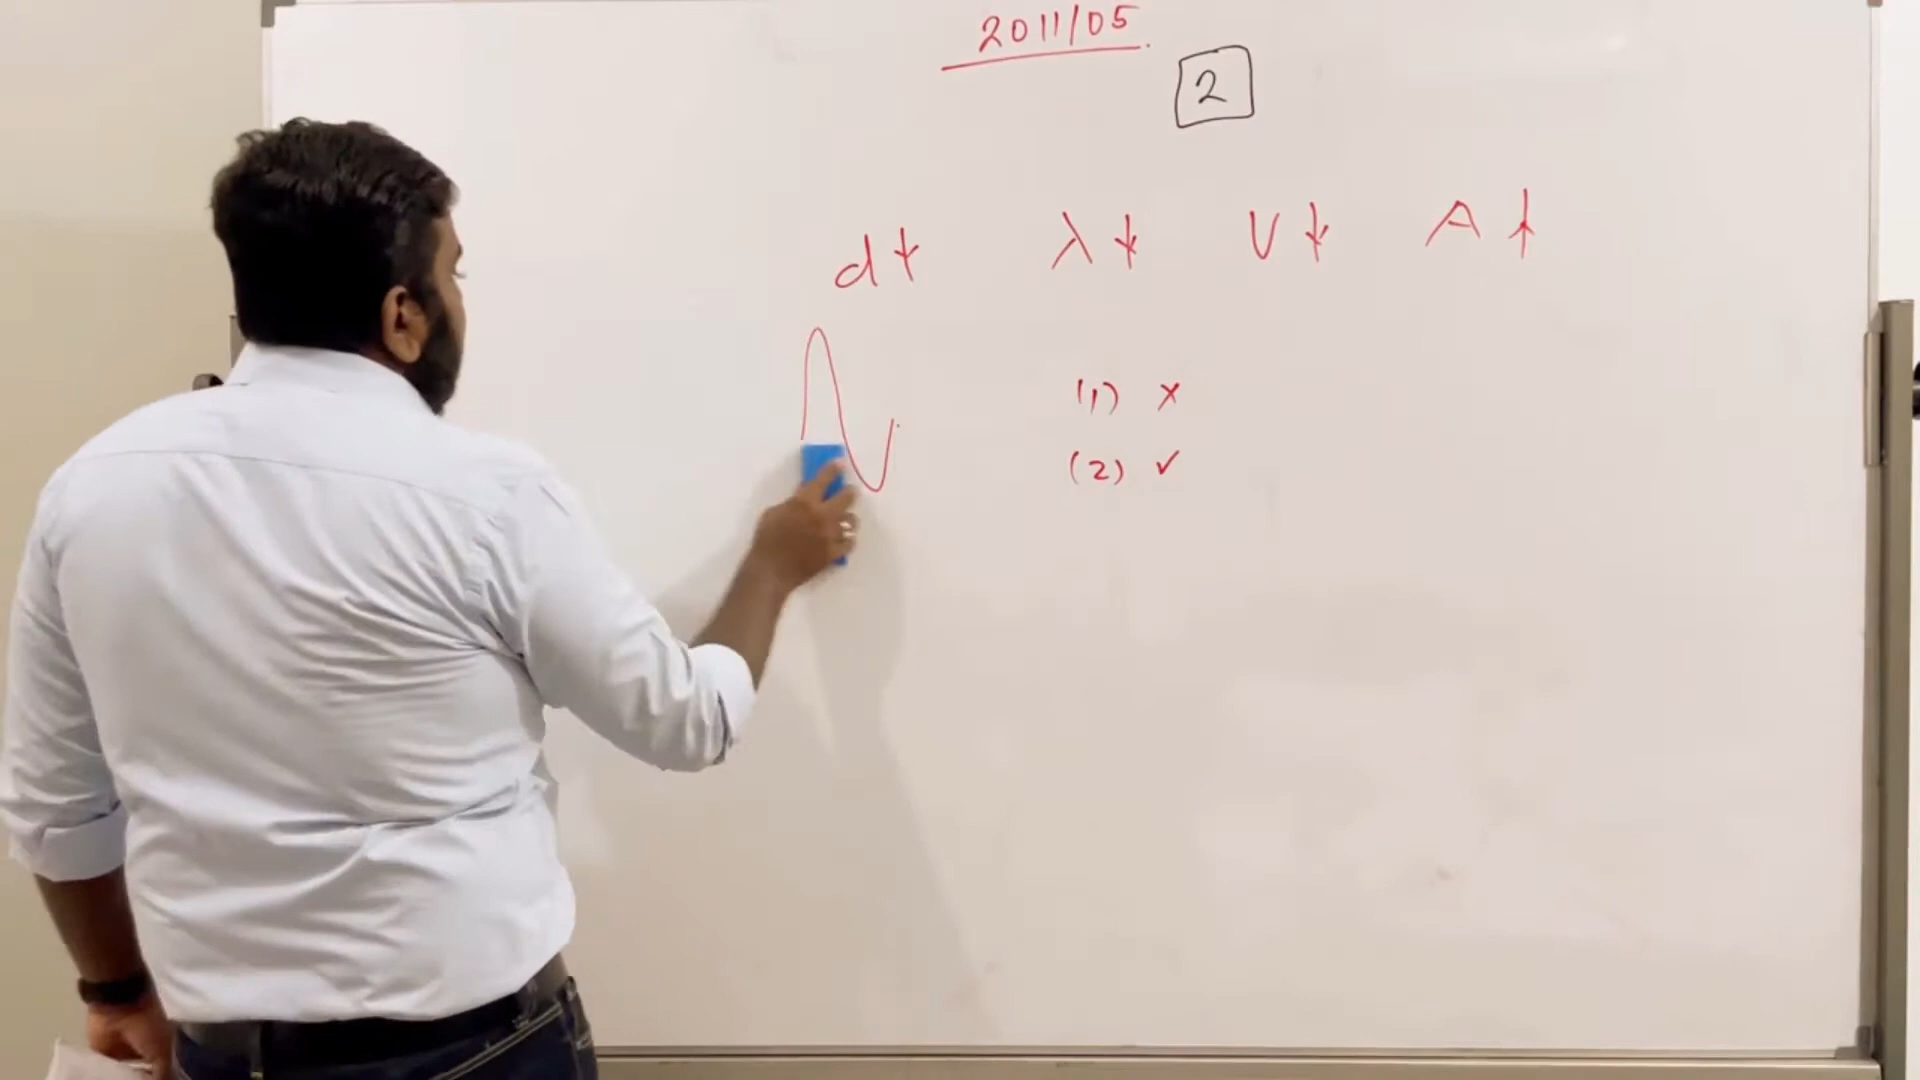 2011/05.
2
d↓ λ↓ V↓ A↑
(1) ×
(2) ✓